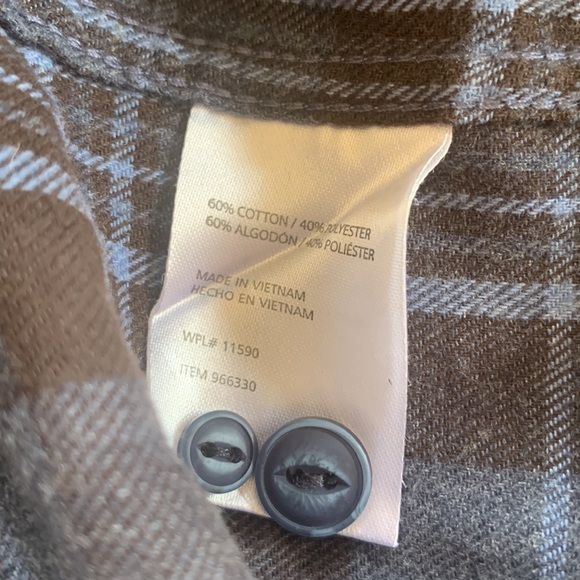 60% COTTON / 40% POLYESTER
60% ALGODÓN / 40% POLIÉSTER
MADE IN VIETNAM
HECHO EN VIETNAM
WPL# 11590
ITEM 966330